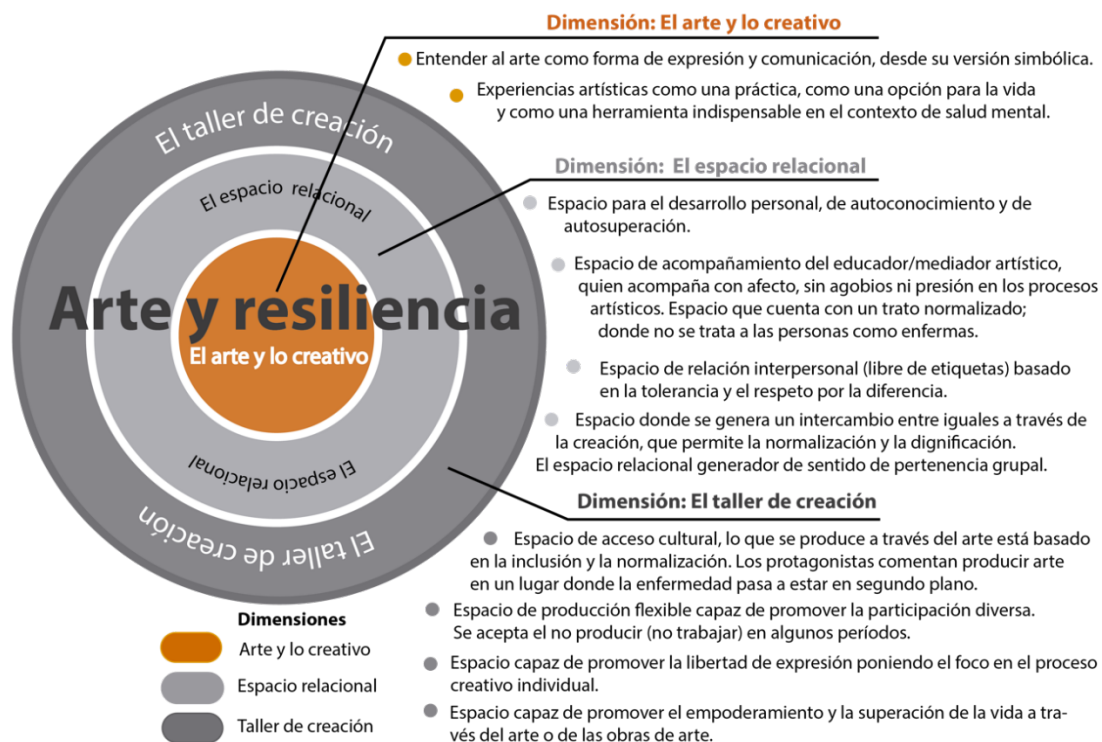 Dimensión: El arte y lo creativo
Entender al arte como forma de expresión y comunicación, desde su versión simbólica.
Experiencias artísticas como una práctica, como una opción para la vida
y como una herramienta indispensable en el contexto de salud mental.
El taller de creación
El espacio relacional
Arte y resiliencia
El arte y lo creativo
El espacio relacional
El taller de creación
Dimensión: El espacio relacional
Espacio para el desarrollo personal, de autoconocimiento y de
autosuperación.
Espacio de acompañamiento del educador/mediador artístico,
quien acompaña con afecto, sin agobios ni presión en los procesos
artísticos. Espacio que cuenta con un trato normalizado;
donde no se trata a las personas como enfermas.
Espacio de relación interpersonal (libre de etiquetas) basado
en la tolerancia y el respeto por la diferencia.
Espacio donde se genera un intercambio entre iguales a través de
la creación, que permite la normalización y la dignificación.
El espacio relacional generador de sentido de pertenencia grupal.
Dimensión: El taller de creación
Espacio de acceso cultural, lo que se produce a través del arte está basado
en la inclusión y la normalización. Los protagonistas comentan producir arte
en un lugar donde la enfermedad pasa a estar en segundo plano.
Espacio de producción flexible capaz de promover la participación diversa.
Se acepta el no producir (no trabajar) en algunos períodos.
Espacio capaz de promover la libertad de expresión poniendo el foco en el proceso
creativo individual.
Espacio capaz de promover el empoderamiento y la superación de la vida a tra-
vés del arte o de las obras de arte.
Dimensiones
Arte y lo creativo
Espacio relacional
Taller de creación